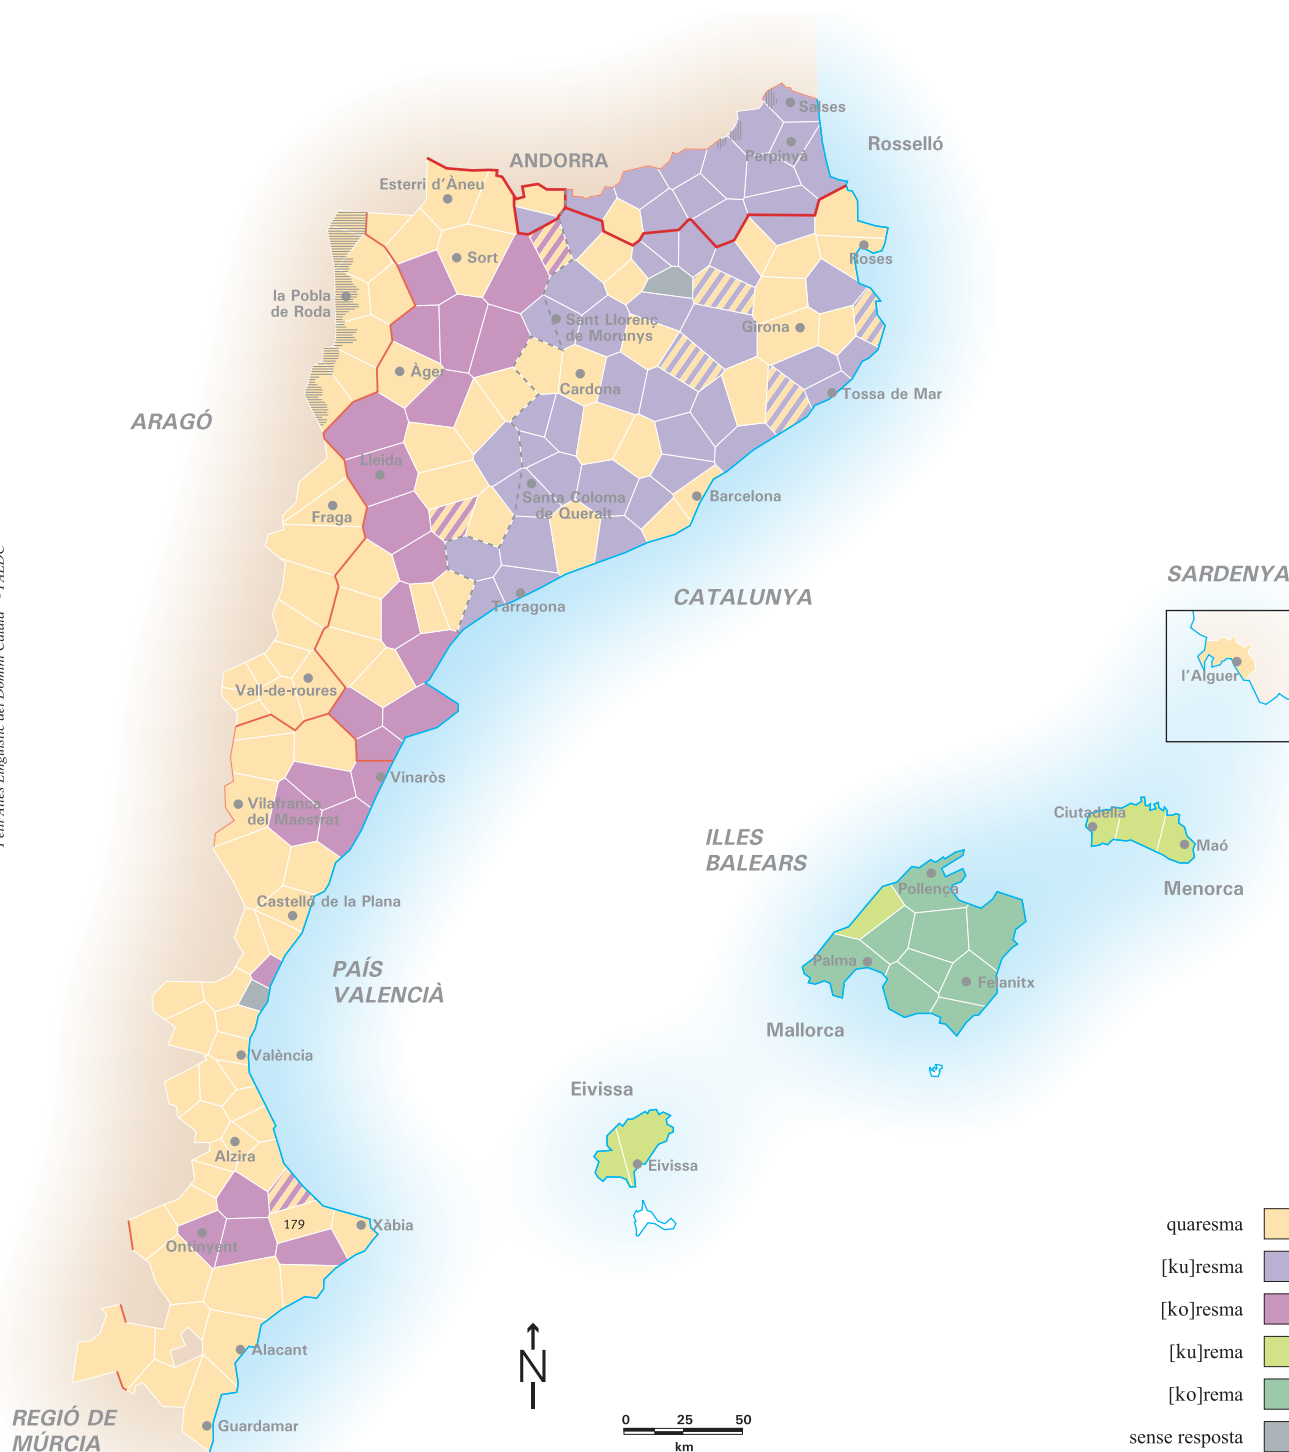 Salses
Rosselló
Perpinyà
ANDORRA
Esterri d'Àneu
Sort
Roses
la Pobla
de Roda
Sant Llorenç
de Morunys
Girona
Àger
Cardona
Tossa de Mar
ARAGÓ
Lleida
Santa Coloma
de Queralt
Barcelona
Fraga
CATALUNYA
Tarragona
SARDENYA
l'Alguer
Vall-de-roures
Vinaròs
Vilafranca
del Maestrat
Ciutadella
Maó
Menorca
ILLES
BALEARS
Pollença
Castelló de la Plana
Palma
Felanitx
PAÍS
VALENCIÀ
Mallorca
València
Eivissa
Alzira
Eivissa
179
Xàbia
Ontinyent
Alacant
Guardamar
REGIÓ DE
MÚRCIA
N
0 25 50
km
quaresma
[ku]resma
[ko]resma
[ku]rema
[ko]rema
sense resposta